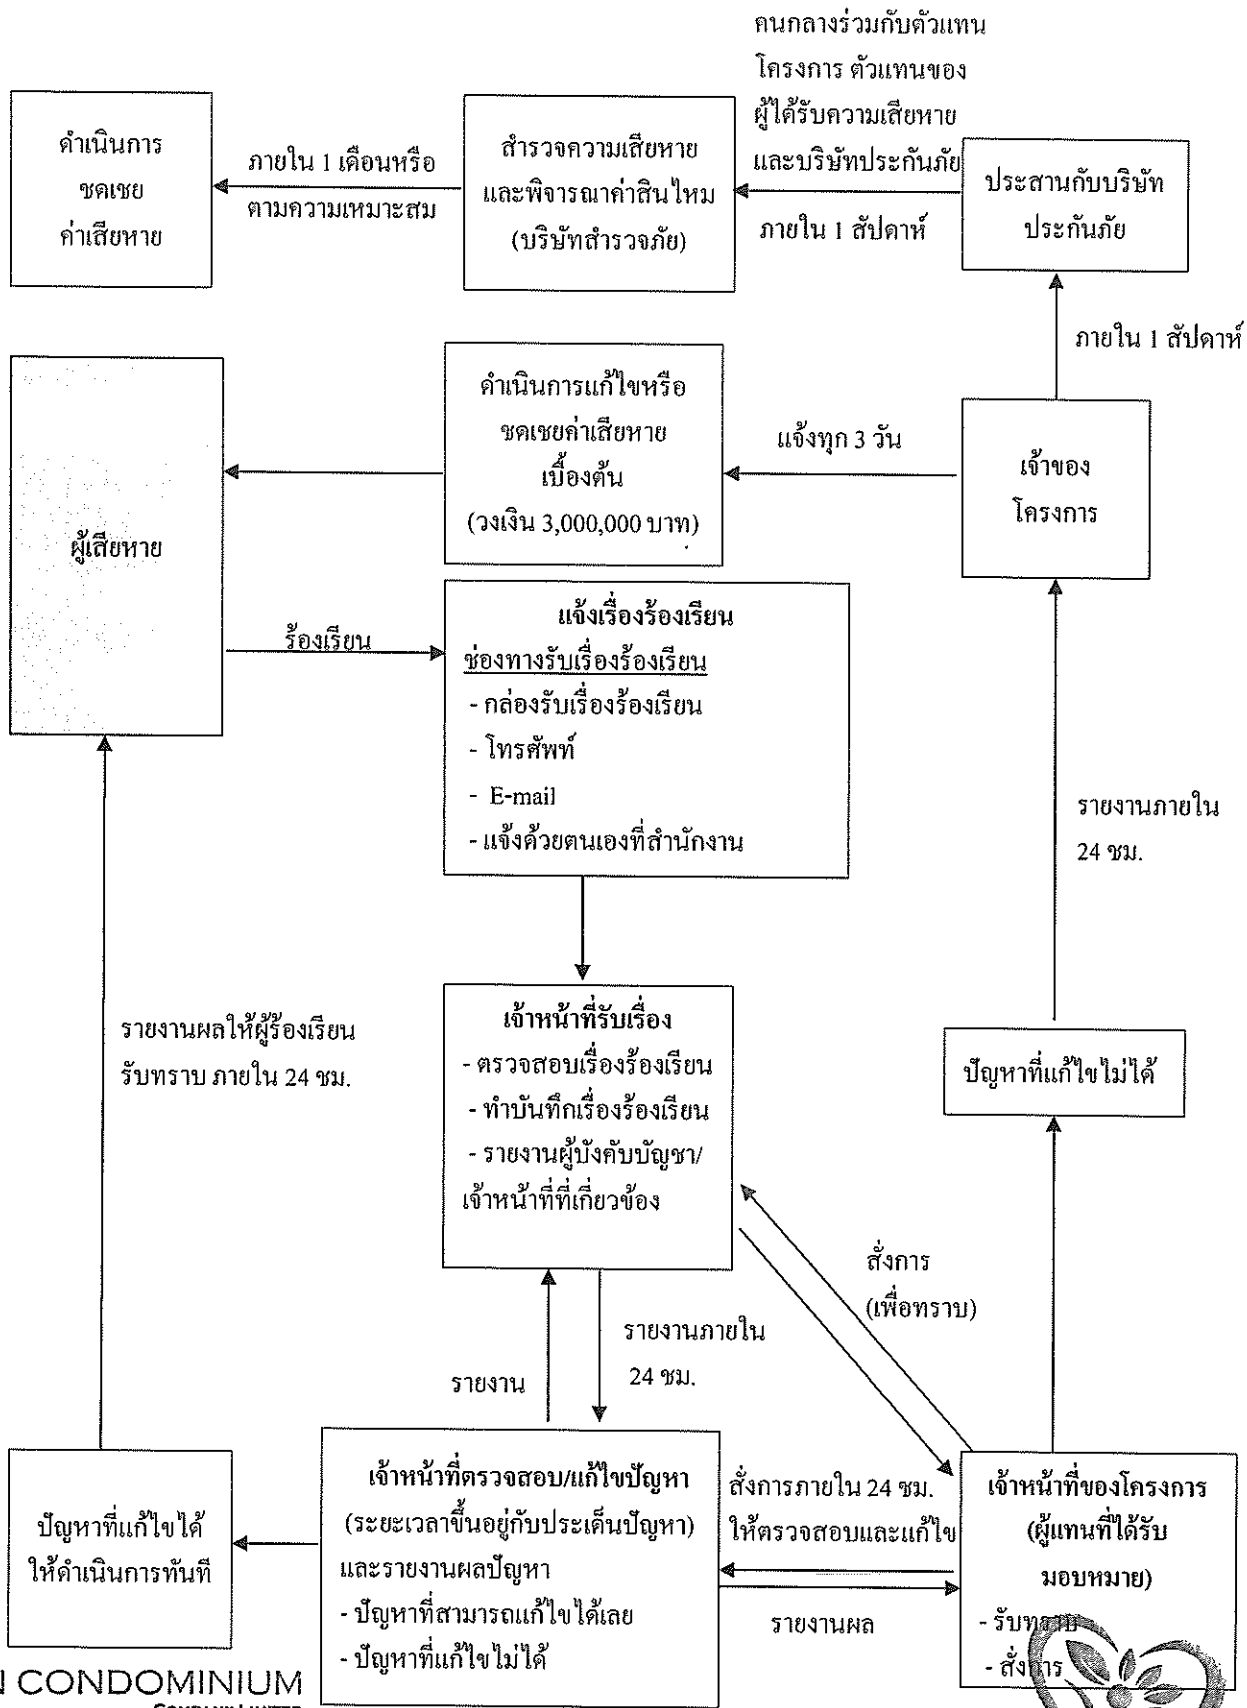 คนกลางร่วมกับตัวแทน
โครงการ ตัวแทนของ
ผู้ได้รับความเสียหาย
และบริษัทประกันภัย
ดำเนินการ
ชดเชย
ค่าเสียหาย
ภายใน 1 เดือนหรือ
ตามความเหมาะสม
สำรวจความเสียหาย
และพิจารณาค่าสินไหม
(บริษัทสำรวจภัย)
ภายใน 1 สัปดาห์
ประสานกับบริษัท
ประกันภัย
ภายใน 1 สัปดาห์
ผู้เสียหาย
ดำเนินการแก้ไขหรือ
ชดเชยค่าเสียหาย
เบื้องต้น
(วงเงิน 3,000,000 บาท)
แจ้งทุก 3 วัน
เจ้าของ
โครงการ
ร้องเรียน
แจ้งเรื่องร้องเรียน
ช่องทางรับเรื่องร้องเรียน
- กล่องรับเรื่องร้องเรียน
- โทรศัพท์
- E-mail
- แจ้งด้วยตนเองที่สำนักงาน
รายงานภายใน
24 ชม.
รายงานผลให้ผู้ร้องเรียน
รับทราบ ภายใน 24 ชม.
เจ้าหน้าที่รับเรื่อง
- ตรวจสอบเรื่องร้องเรียน
- ทำบันทึกเรื่องร้องเรียน
- รายงานผู้บังคับบัญชา/
เจ้าหน้าที่ที่เกี่ยวข้อง
ปัญหาที่แก้ไขไม่ได้
สั่งการ
(เพื่อทราบ)
รายงาน
รายงานภายใน
24 ชม.
ปัญหาที่แก้ไขได้
ให้ดำเนินการทันที
เจ้าหน้าที่ตรวจสอบ/แก้ไขปัญหา
(ระยะเวลาขึ้นอยู่กับประเด็นปัญหา)
และรายงานผลปัญหา
- ปัญหาที่สามารถแก้ไขได้เลย
- ปัญหาที่แก้ไขไม่ได้
สั่งการภายใน 24 ชม.
ให้ตรวจสอบและแก้ไข
รายงานผล
เจ้าหน้าที่ของโครงการ
(ผู้แทนที่ได้รับ
มอบหมาย)
- รับทราบ
- สั่งการ
N CONDOMINIUM
COMPANY LIMITED